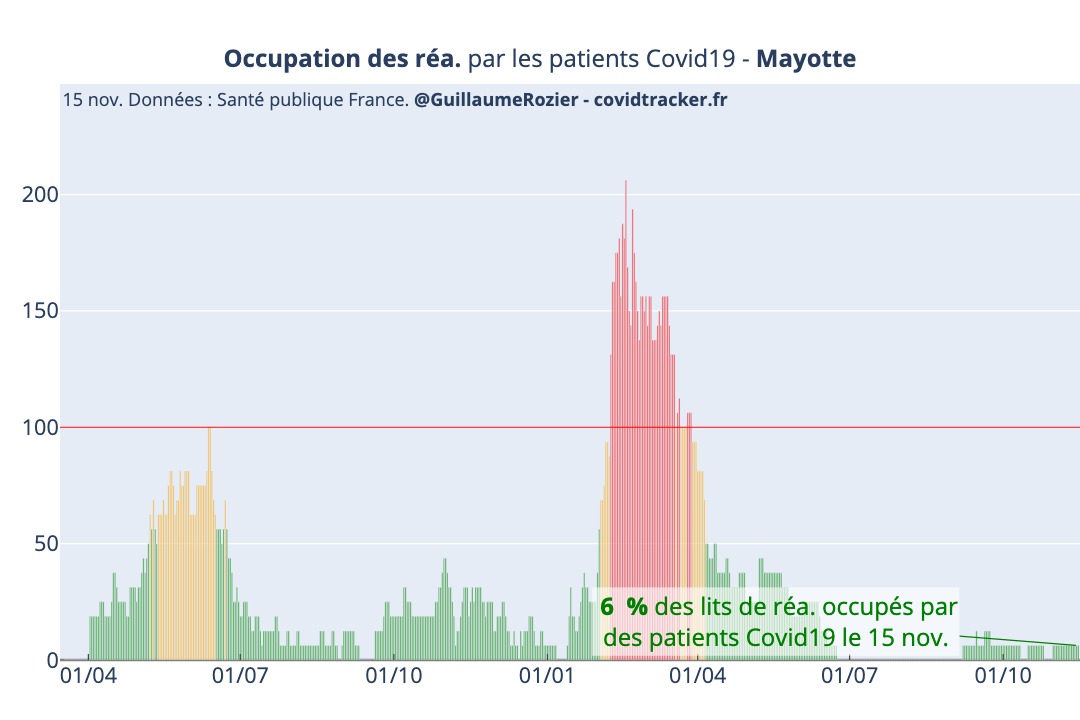 Occupation des réa. par les patients Covid19 - Mayotte
15 nov. Données : Santé publique France. @GuillaumeRozier - covidtracker.fr
200
150
100
50
0
6 % des lits de réa. occupés par
des patients Covid19 le 15 nov.
01/04 01/07 01/10 01/01 01/04 01/07 01/10